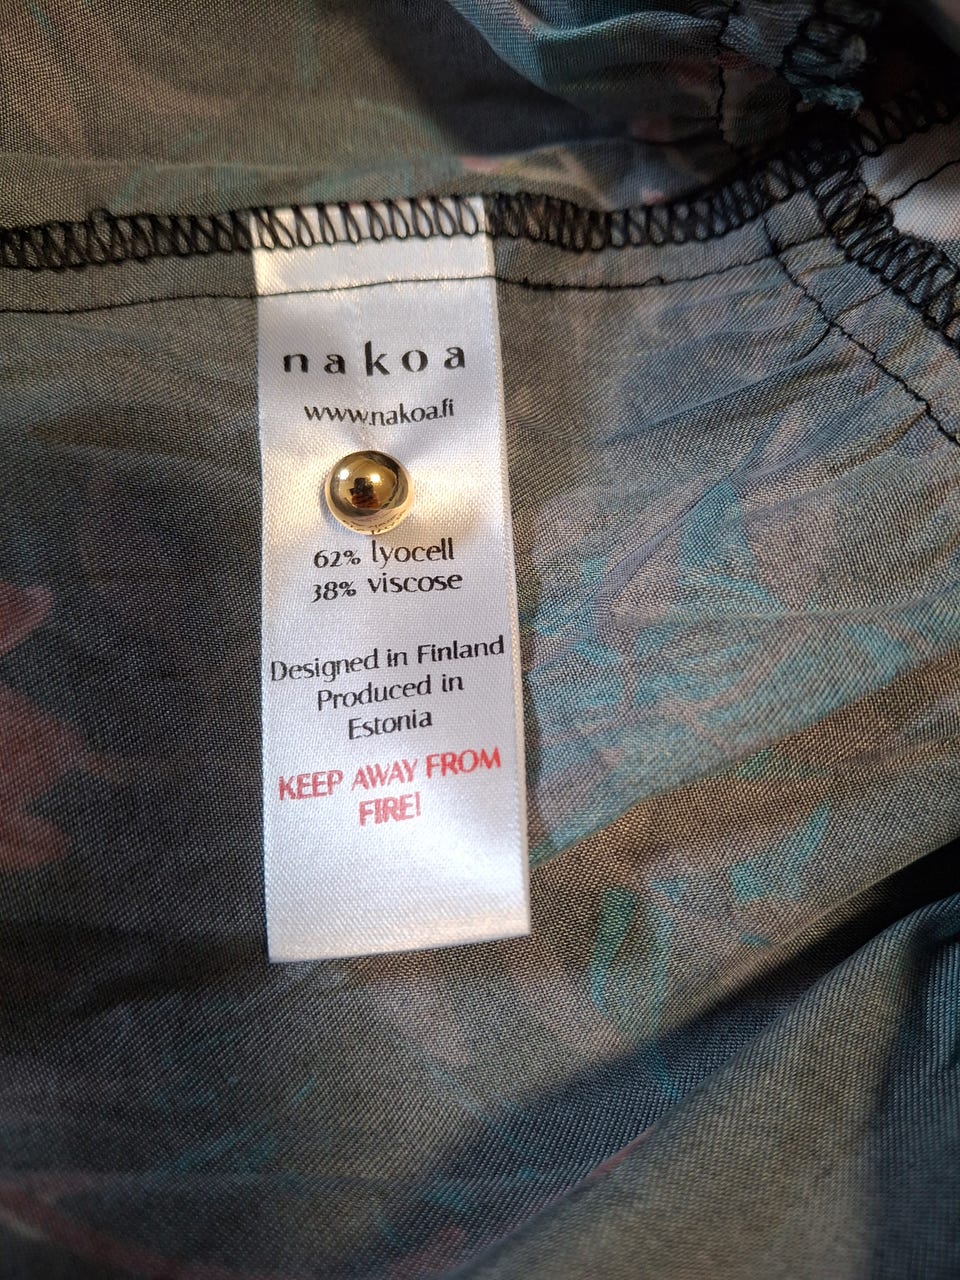 nakoa
www.nakoa.fi
62% lyocell
38% viscose
Designed in Finland
Produced in
Estonia
KEEP AWAY FROM
FIRE!